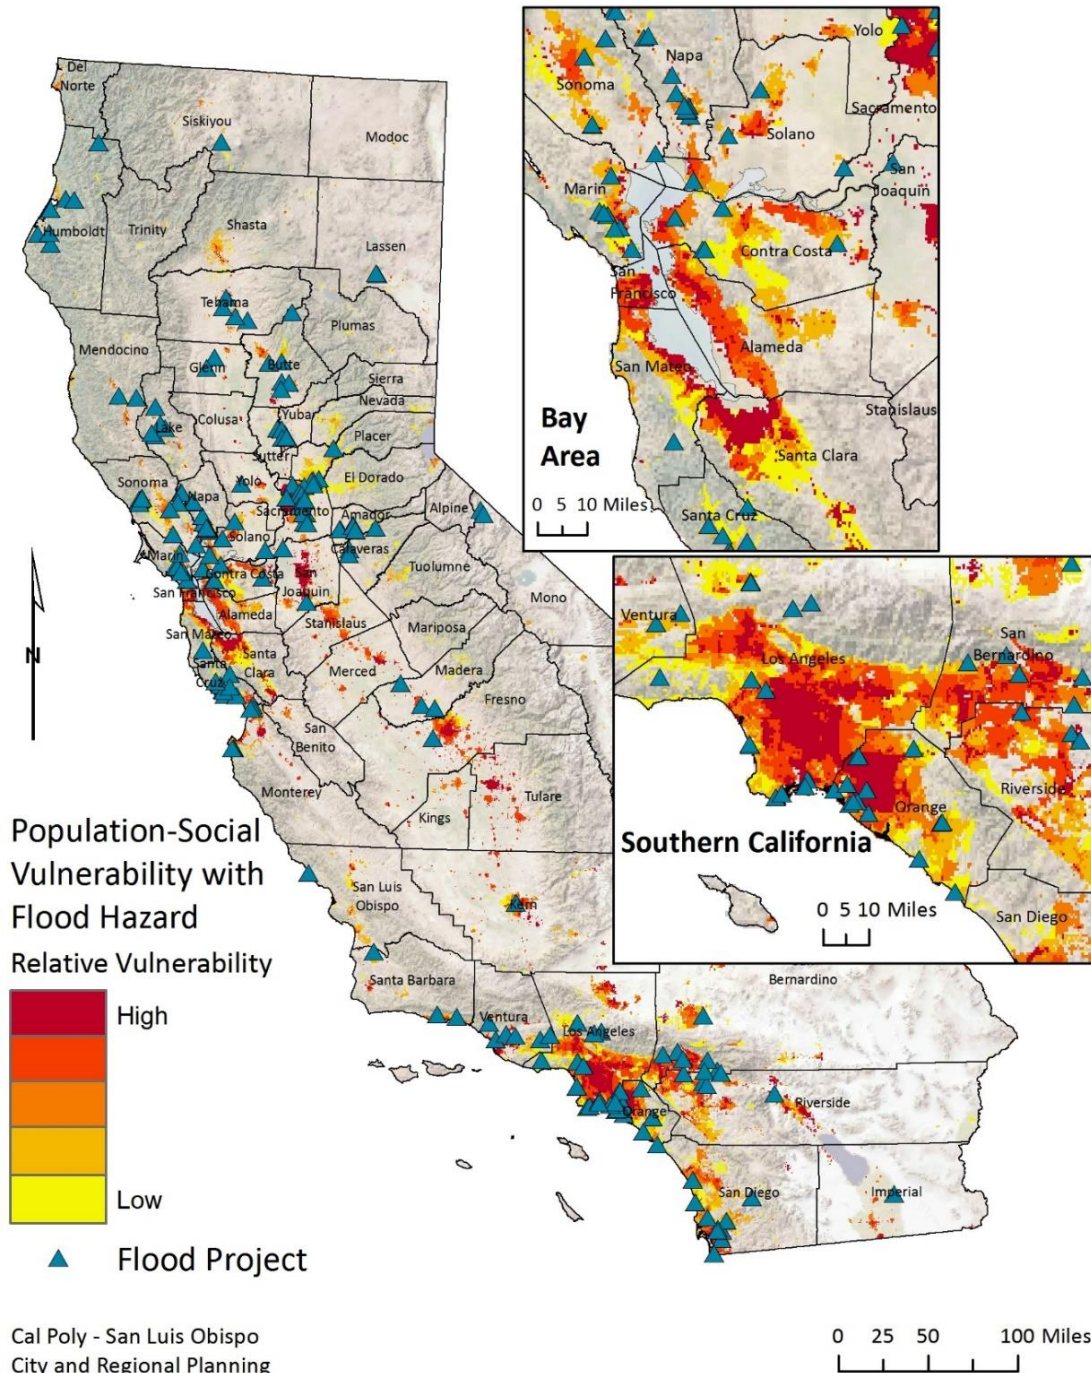 Del
Norte
Siskiyou
Modoc
Humboldt
Trinity
Shasta
Lassen
Tehama
Plumas
Mendocino
Glenn
Butte
Sierra
Nevada
Colusa
Yuba
Lake
Placer
Sutter
Sonoma
Napa
Yolo
El Dorado
Sacramento
Amador
Alpine
Solano
Marin
Calaveras
Contra Costa
San
Joaquin
Tuolumne
Mono
San Francisco
Alameda
Stanislaus
Mariposa
San Mateo
Santa
Clara
Santa
Cruz
Merced
Madera
Fresno
San
Benito
Monterey
Kings
Tulare
San Luis
Obispo
Kern
Santa Barbara
Ventura
Los Angeles
Bernardino
Orange
Riverside
San Diego
Imperial
N
Yolo
Napa
Sonoma
Sacramento
Solano
San
Joaquin
Marin
Contra Costa
San
Francisco
Alameda
San Mateo
Stanislaus
Bay
Area
Santa Clara
0 5 10 Miles
Santa Cruz
Ventura
San
Bernardino
Los Angeles
Riverside
Orange
Southern California
San Diego
0 5 10 Miles
Population-Social
Vulnerability with
Flood Hazard
Relative Vulnerability
High
Low
Flood Project
Cal Poly - San Luis Obispo
City and Regional Planning
0 25 50 100 Miles